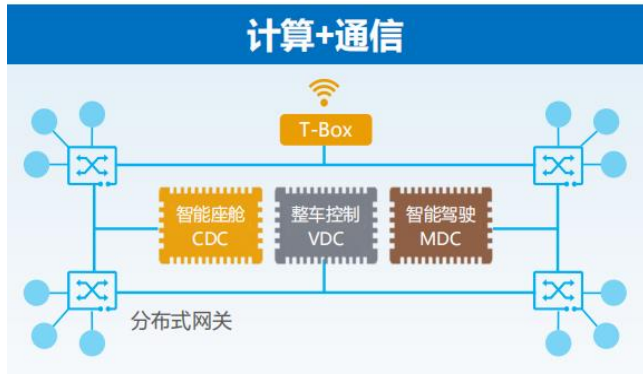 计算+通信
T-Box
智能座舱
CDC
整车控制
VDC
智能驾驶
MDC
分布式网关